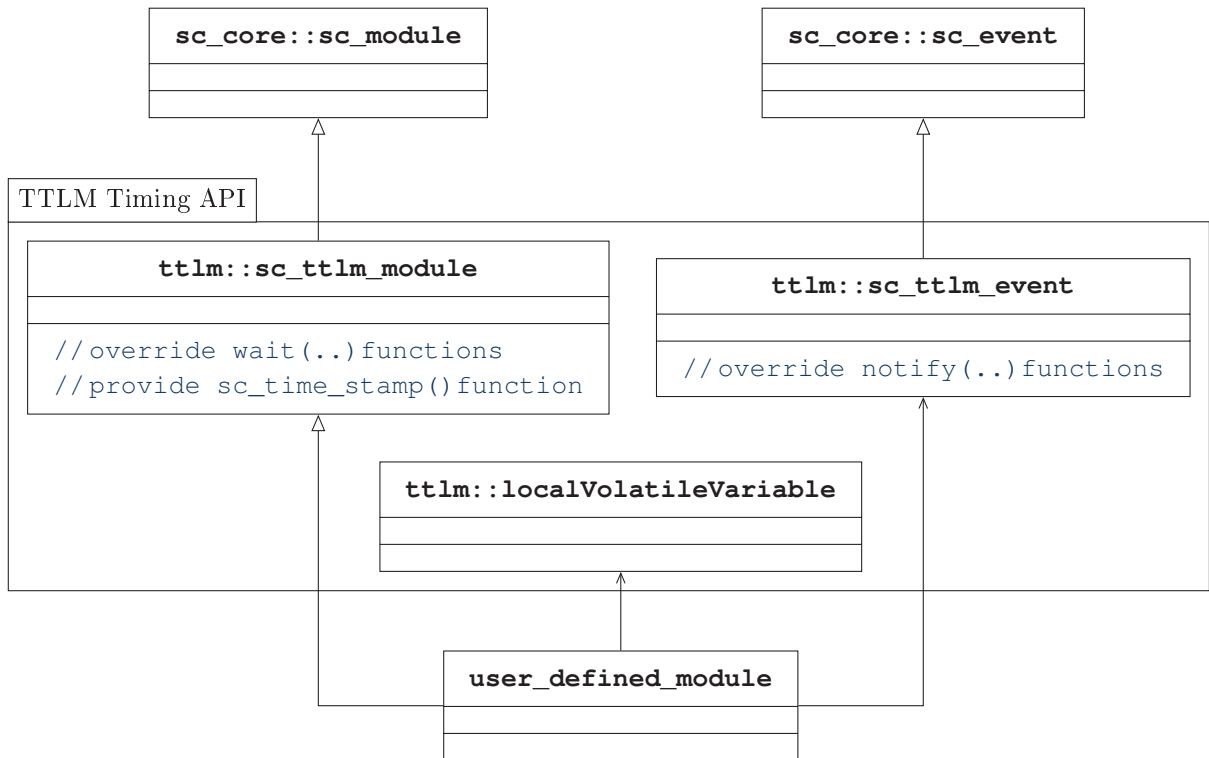 sc_core::sc_module
sc_core::sc_event
TTLM Timing API
ttlm::sc_ttlm_module
ttlm::sc_ttlm_event
//override wait(..)functions
//provide sc_time_stamp()function
//override notify(..)functions
ttlm::localVolatileVariable
user_defined_module